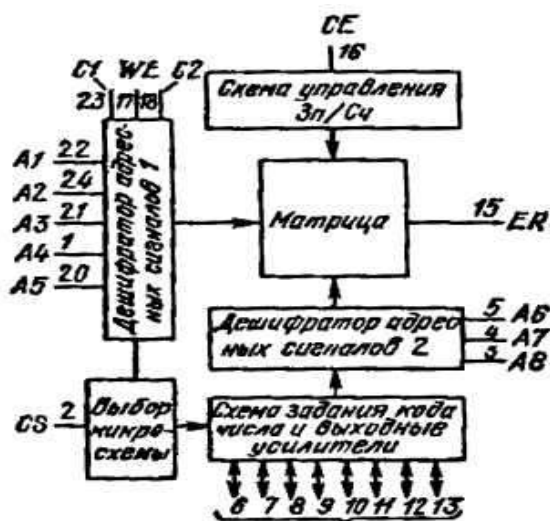 CE
16
C1 WE C2
23 17 18
Схема управления
Зп/Сч
A1 22
A2 24
A3 21
A4 1
A5 20
Дешифратор адрес-
ных сигналов 1
Матрица
15 ER
Дешифратор адрес
ных сигналов 2
5 A6
4 A7
3 A8
CS 2
Выбор
микро
схемы
Схема задания кода
числа и выходные
усилители
6 7 8 9 10 11 12 13